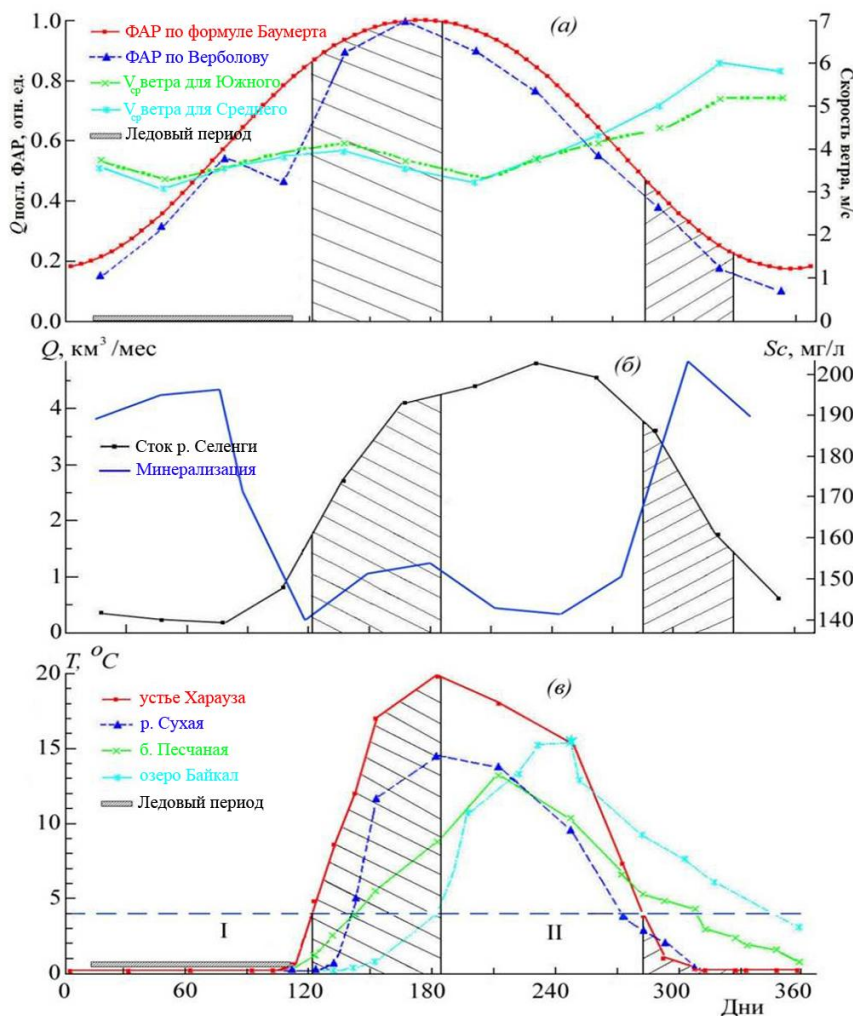 (а)
ФАР по формуле Баумерта
ФАР по Верболову
Vср ветра для Южного
Vср ветра для Среднего
Ледовый период
Qпогл. ФАР, отн. ед.
1.0
0.8
0.6
0.4
0.2
0.0
Скорость ветра, м/с
7
6
5
4
3
2
1
0
Q, км³/мес
(б)
Sc, мг/л
Сток р. Селенги
Минерализация
4
3
2
1
0
200
190
180
170
160
150
140
T, °C
(в)
устье Харауза
р. Сухая
б. Песчаная
озеро Байкал
Ледовый период
20
15
10
5
0
I
II
0 60 120 180 240 300 360
Дни